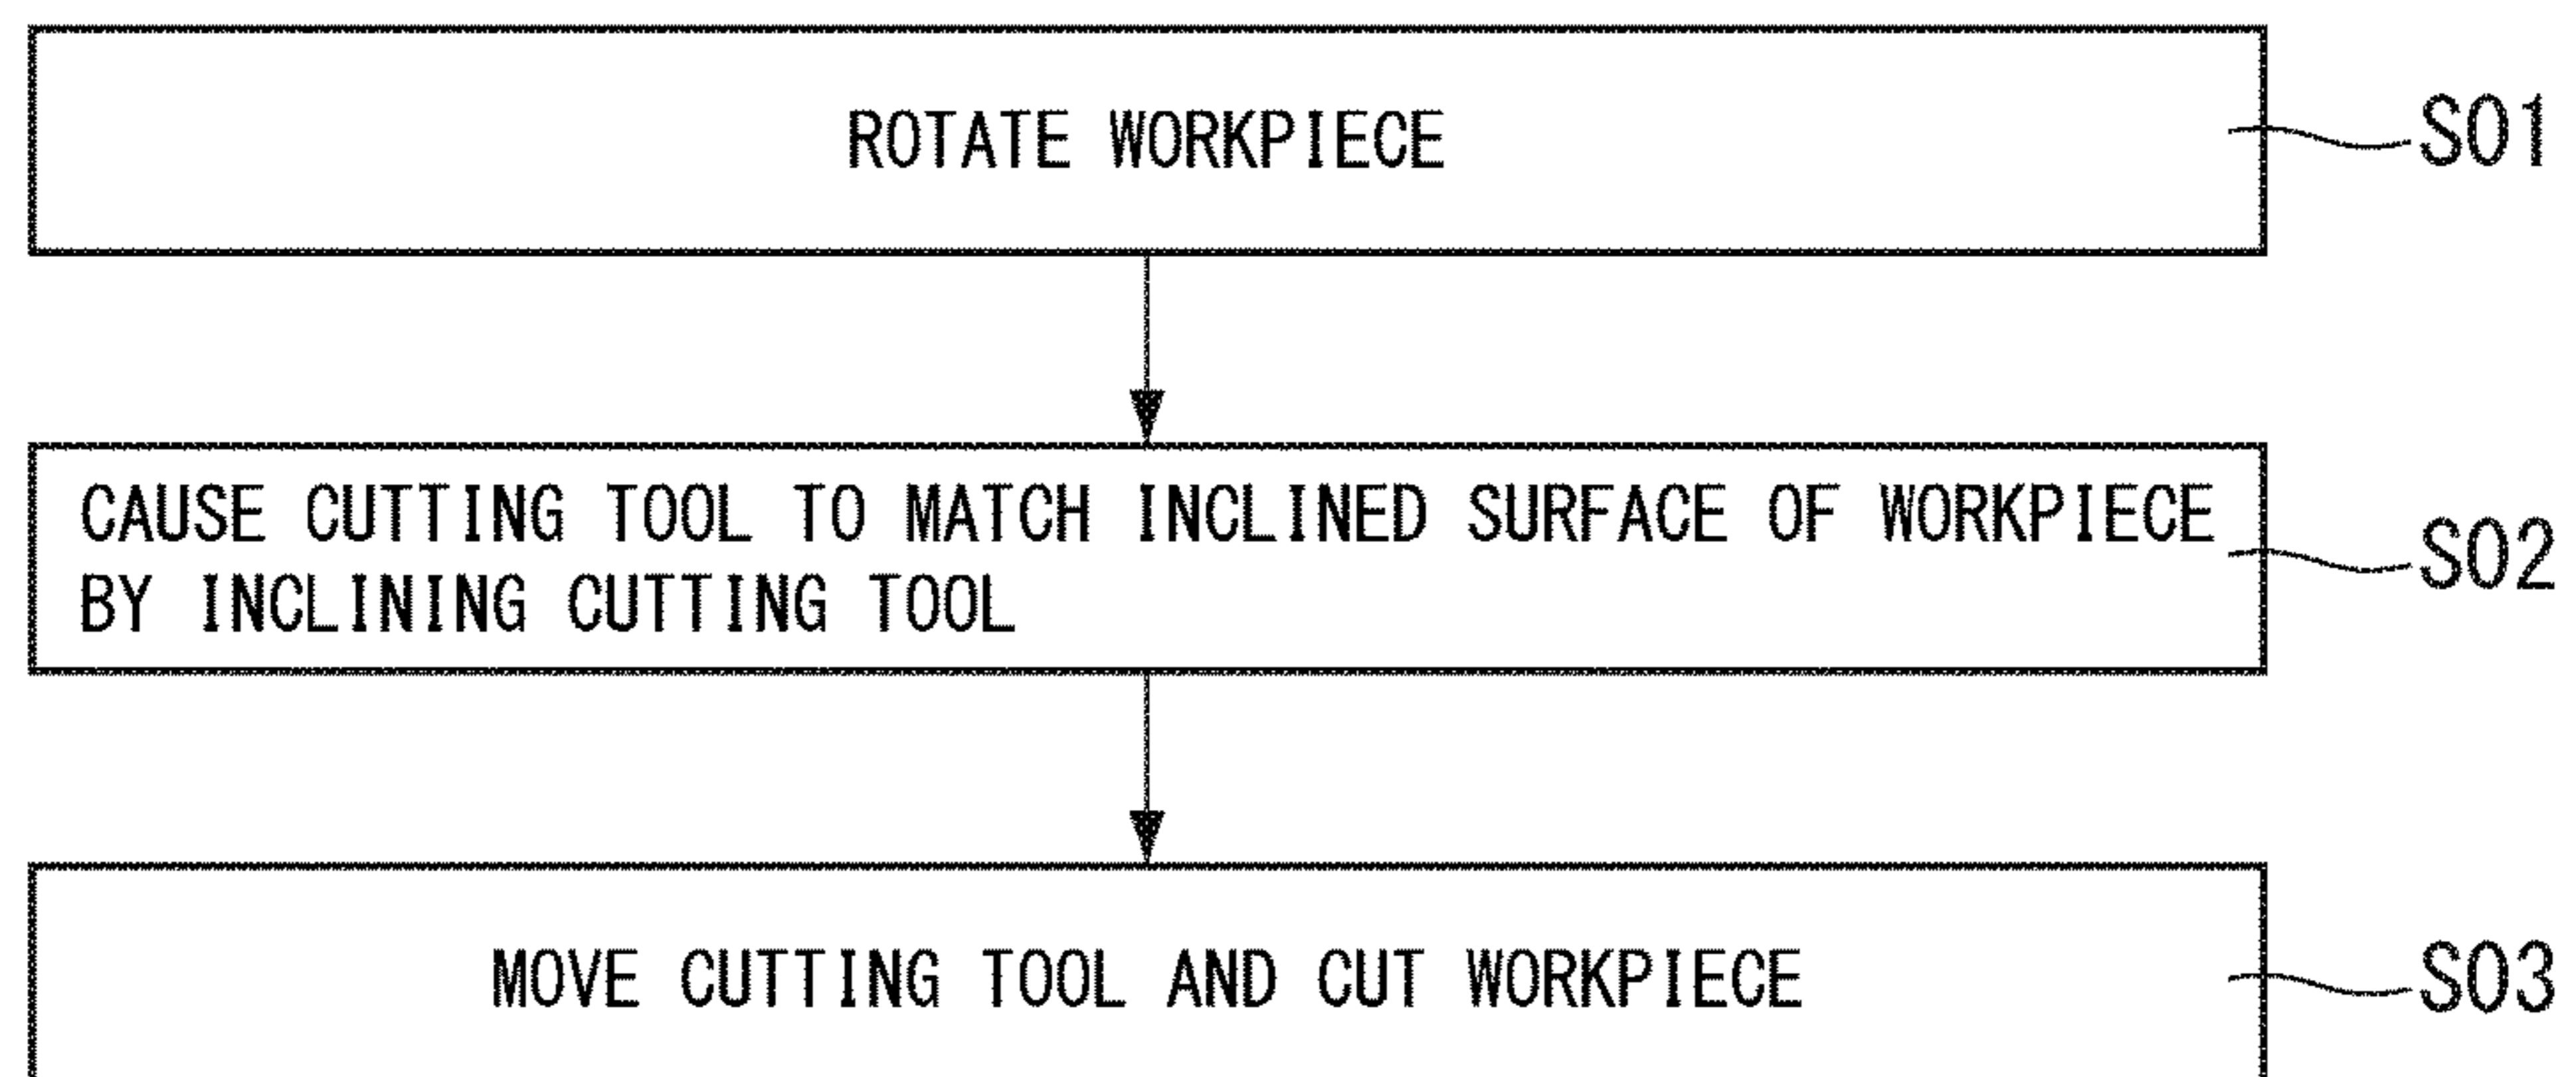 ROTATE WORKPIECE
S01
CAUSE CUTTING TOOL TO MATCH INCLINED SURFACE OF WORKPIECE
BY INCLINING CUTTING TOOL
S02
MOVE CUTTING TOOL AND CUT WORKPIECE
S03